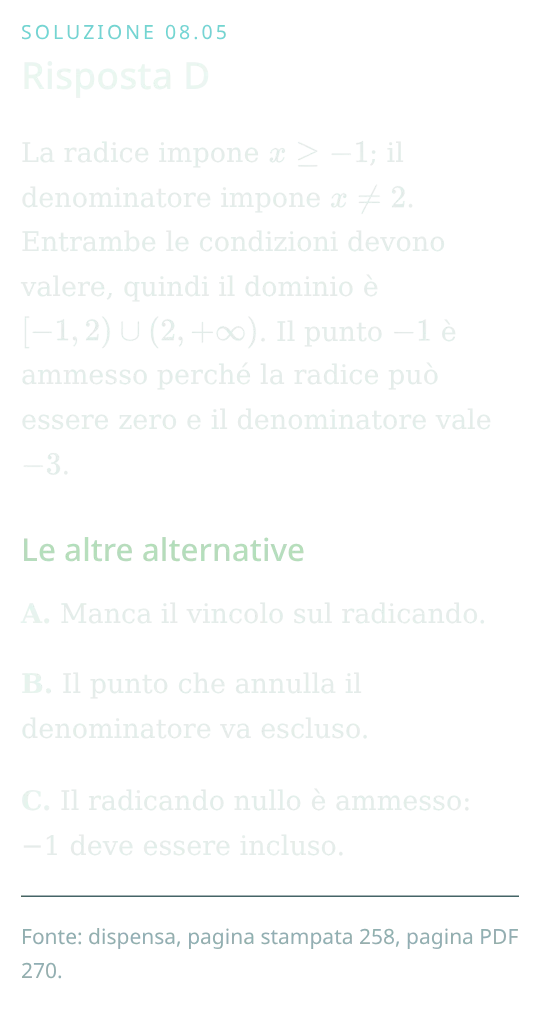 SOLUZIONE 08.05
Risposta D
La radice impone x ≥ −1; il
denominatore impone x ≠ 2.
Entrambe le condizioni devono
valere, quindi il dominio è
[−1, 2) ∪ (2, +∞). Il punto −1 è
ammesso perché la radice può
essere zero e il denominatore vale
−3.
Le altre alternative
A. Manca il vincolo sul radicando.
B. Il punto che annulla il
denominatore va escluso.
C. Il radicando nullo è ammesso:
−1 deve essere incluso.
Fonte: dispensa, pagina stampata 258, pagina PDF
270.